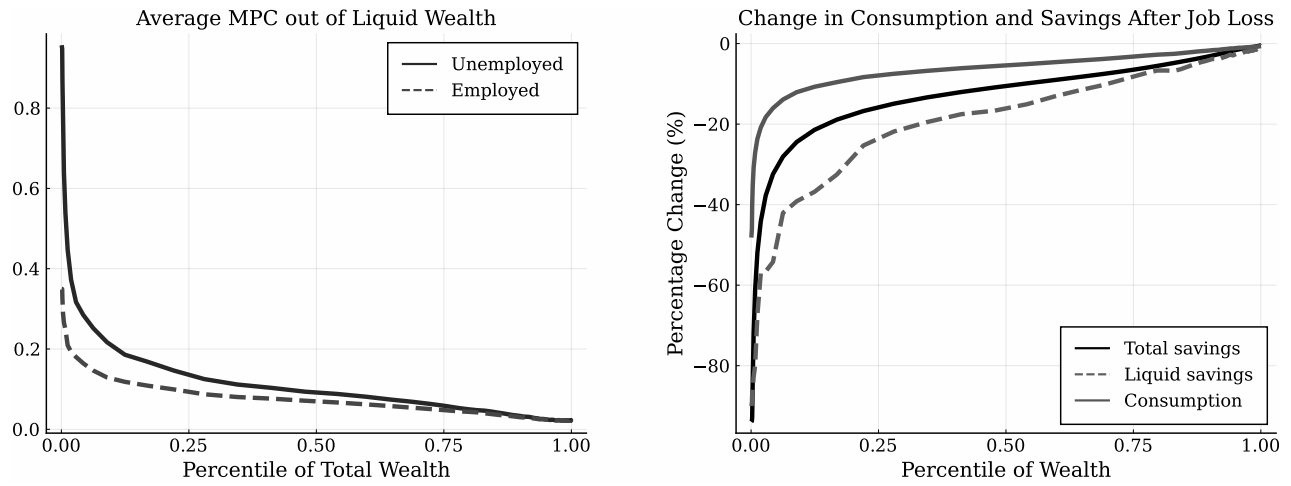 Average MPC out of Liquid Wealth
Unemployed
Employed
0.8
0.6
0.4
0.2
0.0
0.00 0.25 0.50 0.75 1.00
Percentile of Total Wealth
Change in Consumption and Savings After Job Loss
Percentage Change (%)
0
−20
−40
−60
−80
Total savings
Liquid savings
Consumption
0.00 0.25 0.50 0.75 1.00
Percentile of Wealth